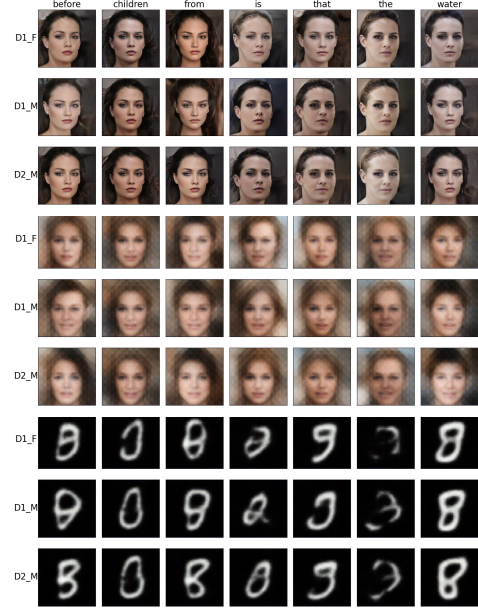 before children from is that the water
D1_F
D1_M
D2_M
D1_F
D1_M
D2_M
D1_F
D1_M
D2_M